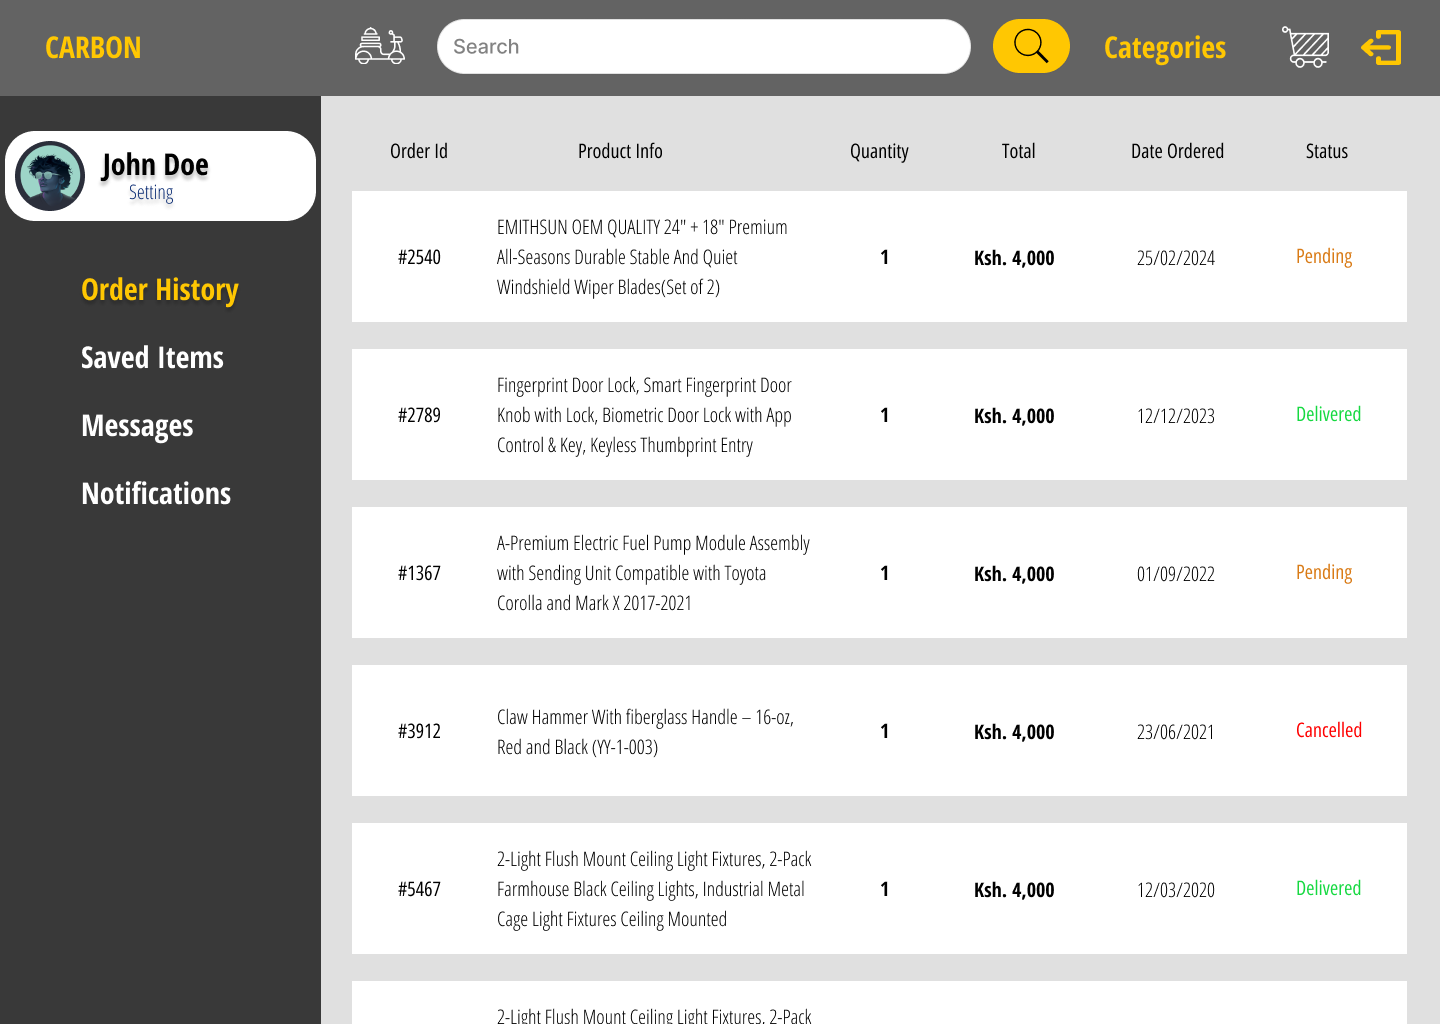 CARBON
Search
Categories
John Doe
Setting
Order History
Saved Items
Messages
Notifications
Order Id
Product Info
Quantity
Total
Date Ordered
Status
#2540
EMITHSUN OEM QUALITY 24" + 18" Premium
All-Seasons Durable Stable And Quiet
Windshield Wiper Blades(Set of 2)
1
Ksh. 4,000
25/02/2024
Pending
#2789
Fingerprint Door Lock, Smart Fingerprint Door
Knob with Lock, Biometric Door Lock with App
Control & Key, Keyless Thumbprint Entry
1
Ksh. 4,000
12/12/2023
Delivered
#1367
A-Premium Electric Fuel Pump Module Assembly
with Sending Unit Compatible with Toyota
Corolla and Mark X 2017-2021
1
Ksh. 4,000
01/09/2022
Pending
#3912
Claw Hammer With fiberglass Handle – 16-oz,
Red and Black (YY-1-003)
1
Ksh. 4,000
23/06/2021
Cancelled
#5467
2-Light Flush Mount Ceiling Light Fixtures, 2-Pack
Farmhouse Black Ceiling Lights, Industrial Metal
Cage Light Fixtures Ceiling Mounted
1
Ksh. 4,000
12/03/2020
Delivered
2-Light Flush Mount Ceiling Light Fixtures, 2-Pack